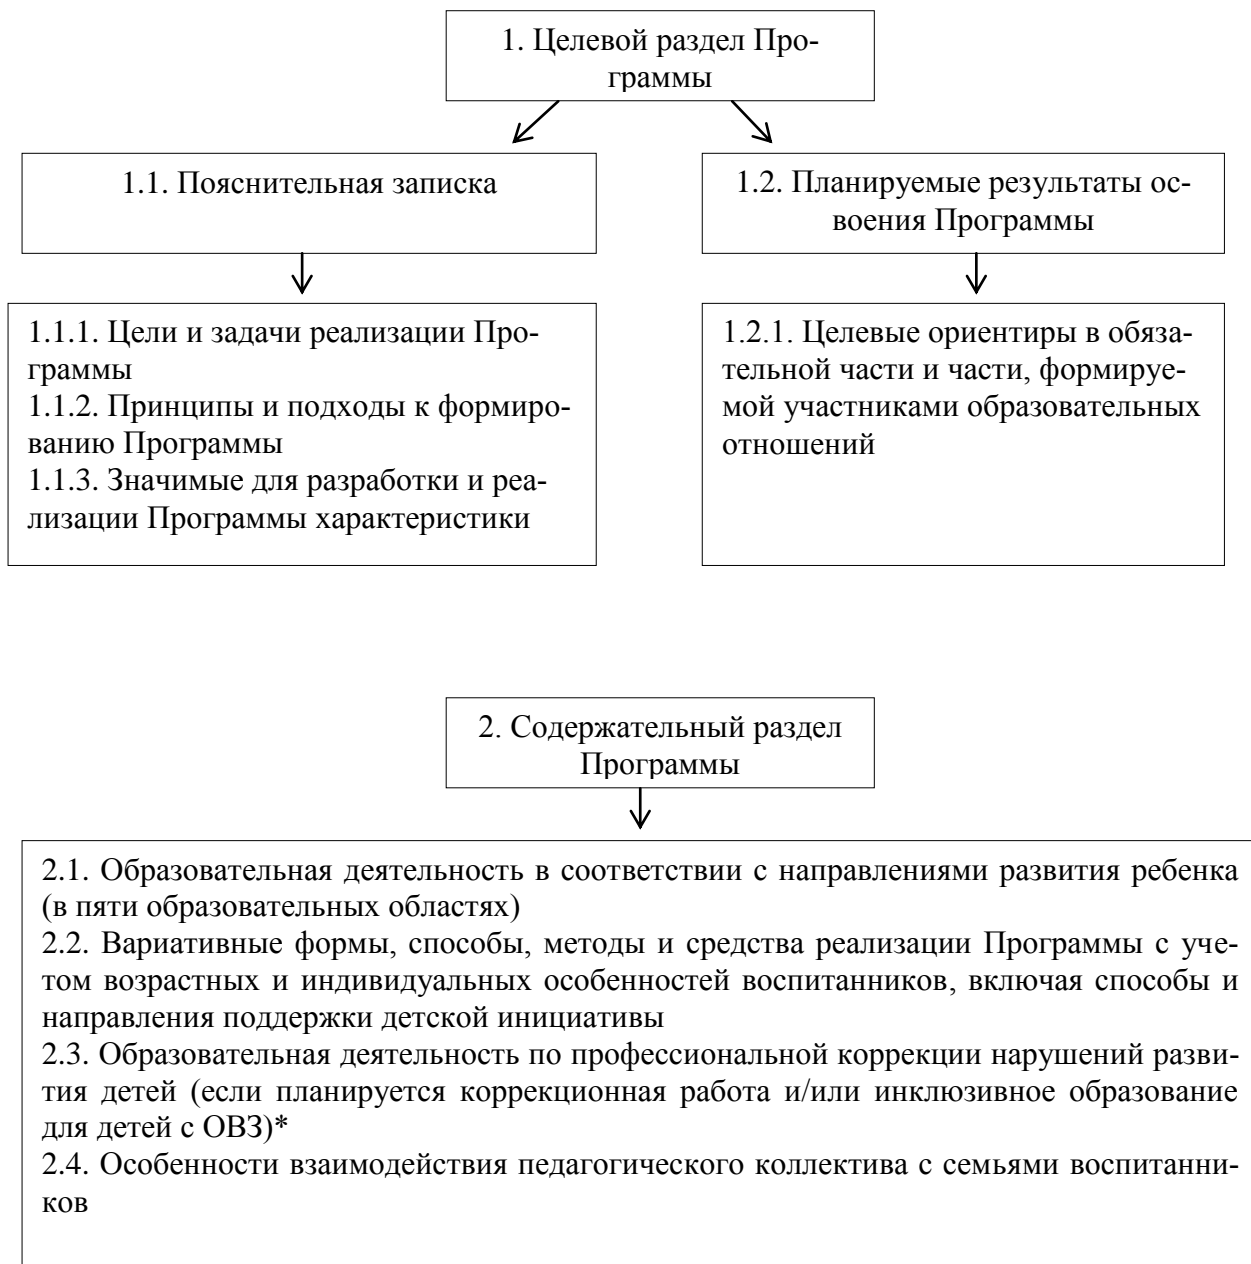 1. Целевой раздел Про-
граммы
1.1. Пояснительная записка
1.2. Планируемые результаты ос-
воения Программы
1.1.1. Цели и задачи реализации Про-
граммы
1.1.2. Принципы и подходы к формиро-
ванию Программы
1.1.3. Значимые для разработки и реа-
лизации Программы характеристики
1.2.1. Целевые ориентиры в обяза-
тельной части и части, формируе-
мой участниками образовательных
отношений
2. Содержательный раздел
Программы
2.1. Образовательная деятельность в соответствии с направлениями развития ребенка
(в пяти образовательных областях)
2.2. Вариативные формы, способы, методы и средства реализации Программы с уче-
том возрастных и индивидуальных особенностей воспитанников, включая способы и
направления поддержки детской инициативы
2.3. Образовательная деятельность по профессиональной коррекции нарушений разви-
тия детей (если планируется коррекционная работа и/или инклюзивное образование
для детей с ОВЗ)*
2.4. Особенности взаимодействия педагогического коллектива с семьями воспитанни-
ков